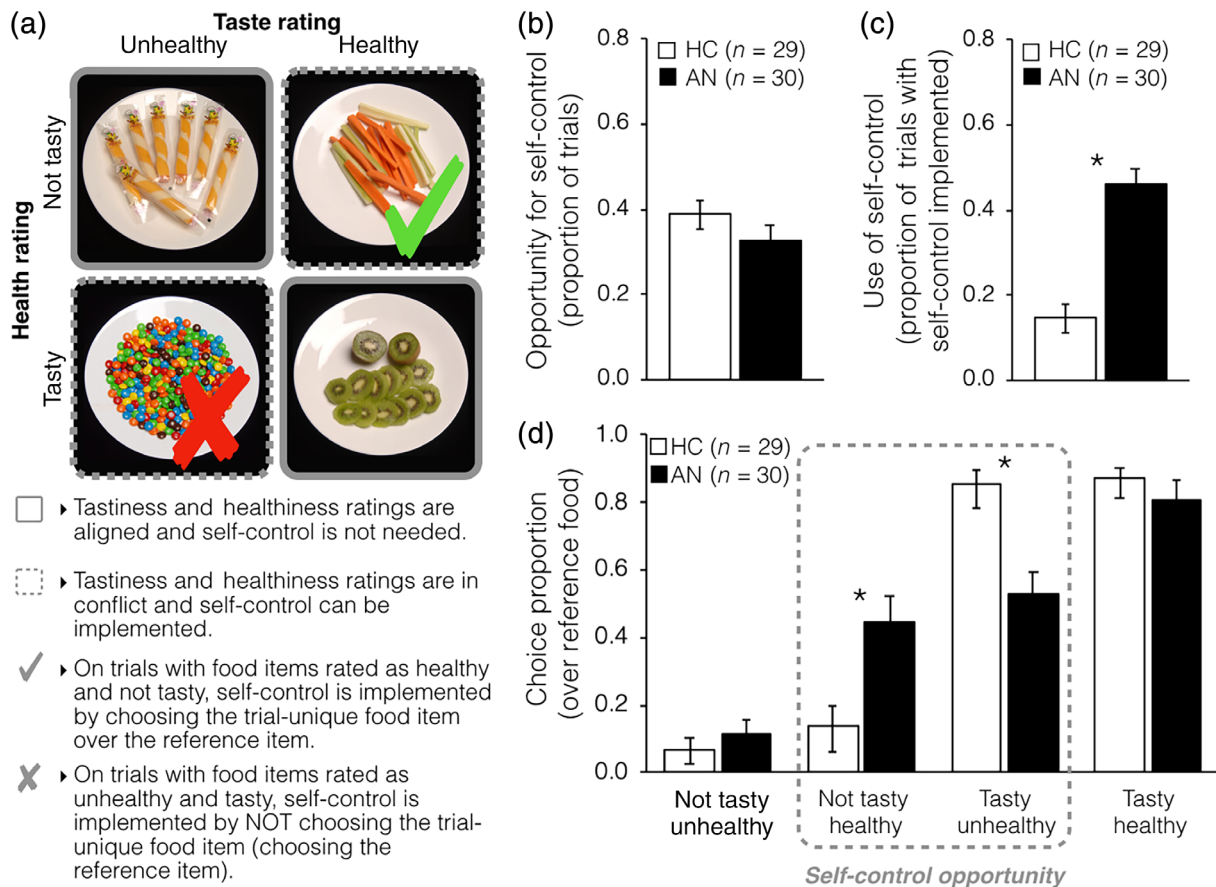 (a)
Taste rating
Unhealthy
Healthy
Health rating
Not tasty
Tasty
Tastiness and healthiness ratings are
aligned and self-control is not needed.
Tastiness and healthiness ratings are in
conflict and self-control can be
implemented.
On trials with food items rated as healthy
and not tasty, self-control is implemented
by choosing the trial-unique food item
over the reference item.
On trials with food items rated as
unhealthy and tasty, self-control is
implemented by NOT choosing the trial-
unique food item (choosing the
reference item).
(b)
Opportunity for self-control
(proportion of trials)
0.8
0.6
0.4
0.2
0.0
HC (n = 29)
AN (n = 30)
(c)
Use of self-control
(proportion of trials with
self-control implemented)
0.8
0.6
0.4
0.2
0.0
HC (n = 29)
AN (n = 30)
*
(d)
Choice proportion
(over reference food)
1.0
0.8
0.6
0.4
0.2
0.0
HC (n = 29)
AN (n = 30)
*
*
Not tasty
unhealthy
Not tasty
healthy
Tasty
unhealthy
Tasty
healthy
Self-control opportunity